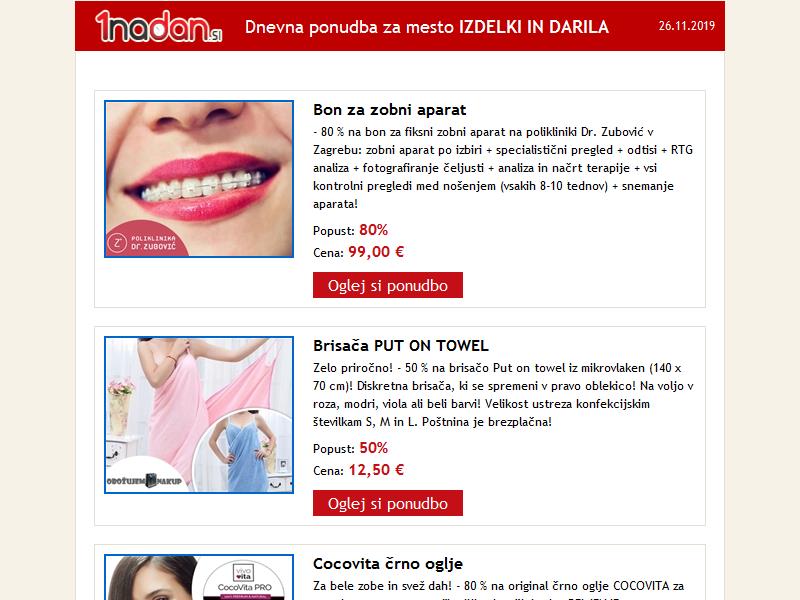 1nadan.SI
Dnevna ponudba za mesto IZDELKI IN DARILA
26.11.2019
Bon za zobni aparat
- 80 % na bon za fiksni zobni aparat na polikliniki Dr. Zubović v
Zagrebu: zobni aparat po izbiri + specialistični pregled + odtisi + RTG
analiza + fotografiranje čeljusti + analiza in načrt terapije + vsi
kontrolni pregledi med nošenjem (vsakih 8-10 tednov) + snemanje
aparata!
Popust: 80%
Cena: 99,00 €
Oglej si ponudbo
Z
POLIKLINIKA
DR. ZUBOVIĆ
Brisača PUT ON TOWEL
Zelo priročno! - 50 % na brisačo Put on towel iz mikrovlaken (140 x
70 cm)! Diskretna brisača, ki se spremeni v pravo oblekico! Na voljo v
roza, modri, viola ali beli barvi! Velikost ustreza konfekcijskim
številkam S, M in L. Poštnina je brezplačna!
Popust: 50%
Cena: 12,50 €
Oglej si ponudbo
OBOŽUJEM NAKUP
Cocovita črno oglje
Za bele zobe in svež dah! - 80 % na original črno oglje COCOVITA za
vivo
vita
CocoVita PRO